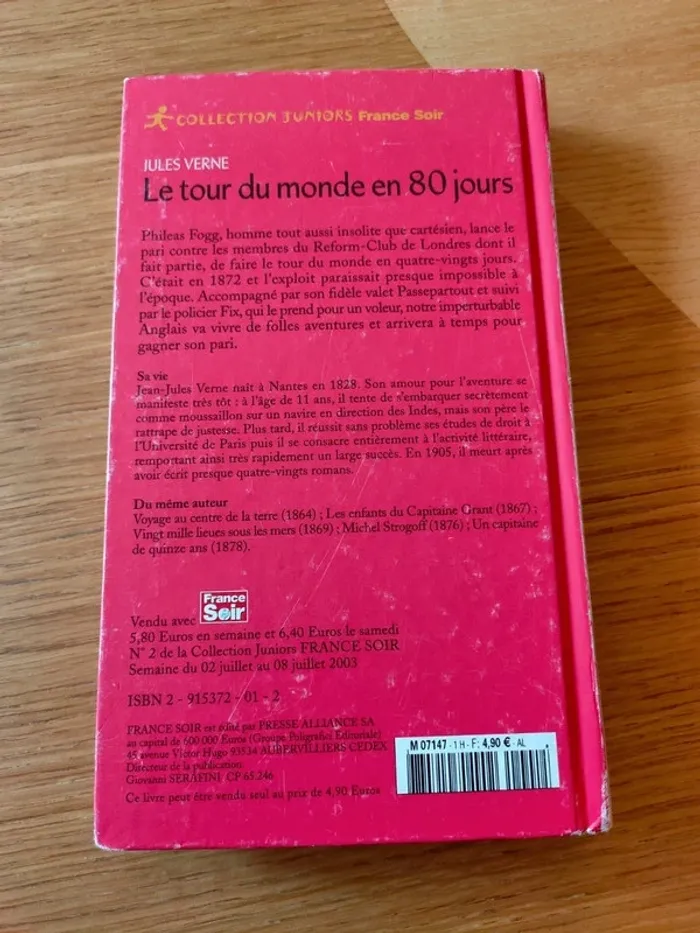 COLLECTION JUNIORS France Soir
JULES VERNE
Le tour du monde en 80 jours
Phileas Fogg, homme tout aussi insolite que cartésien, lance le
pari contre les membres du Reform-Club de Londres dont il
fait partie, de faire le tour du monde en quatre-vingts jours.
C'était en 1872 et l'exploit paraissait presque impossible à
l'époque. Accompagné par son fidèle valet Passepartout et suivi
par le policier Fix, qui le prend pour un voleur, notre imperturbable
Anglais va vivre de folles aventures et arrivera à temps pour
gagner son pari.
Sa vie
Jean-Jules Verne naît à Nantes en 1828. Son amour pour l'aventure se
manifeste très tôt : à l'âge de 11 ans, il tente de s'embarquer secrètement
comme moussaillon sur un navire en direction des Indes, mais son père le
rattrape de justesse. Plus tard, il réussit sans problème ses études de droit à
l'Université de Paris puis il se consacre entièrement à l'activité littéraire,
remportant ainsi très rapidement un large succès. En 1905, il meurt après
avoir écrit presque quatre-vingts romans.
Du même auteur
Voyage au centre de la terre (1864) ; Les enfants du Capitaine Grant (1867) ;
Vingt mille lieues sous les mers (1869) ; Michel Strogoff (1876) ; Un capitaine
de quinze ans (1878).
Vendu avec France Soir
5,80 Euros en semaine et 6,40 Euros le samedi
N° 2 de la Collection Juniors FRANCE SOIR
Semaine du 02 juillet au 08 juillet 2003
ISBN 2 - 915372 - 01 - 2
FRANCE SOIR est édité par PRESSE ALLIANCE SA
au capital de 600 000 Euros (Groupe Poligrafici Editoriale)
45 avenue Victor Hugo 93534 AUBERVILLIERS CEDEX
Directeur de la publication:
Giovanni SERAFINI CP 65.246
Ce livre peut être vendu seul au prix de 4,90 Euros
M 07147 - 1 H - F: 4,90 € - AL